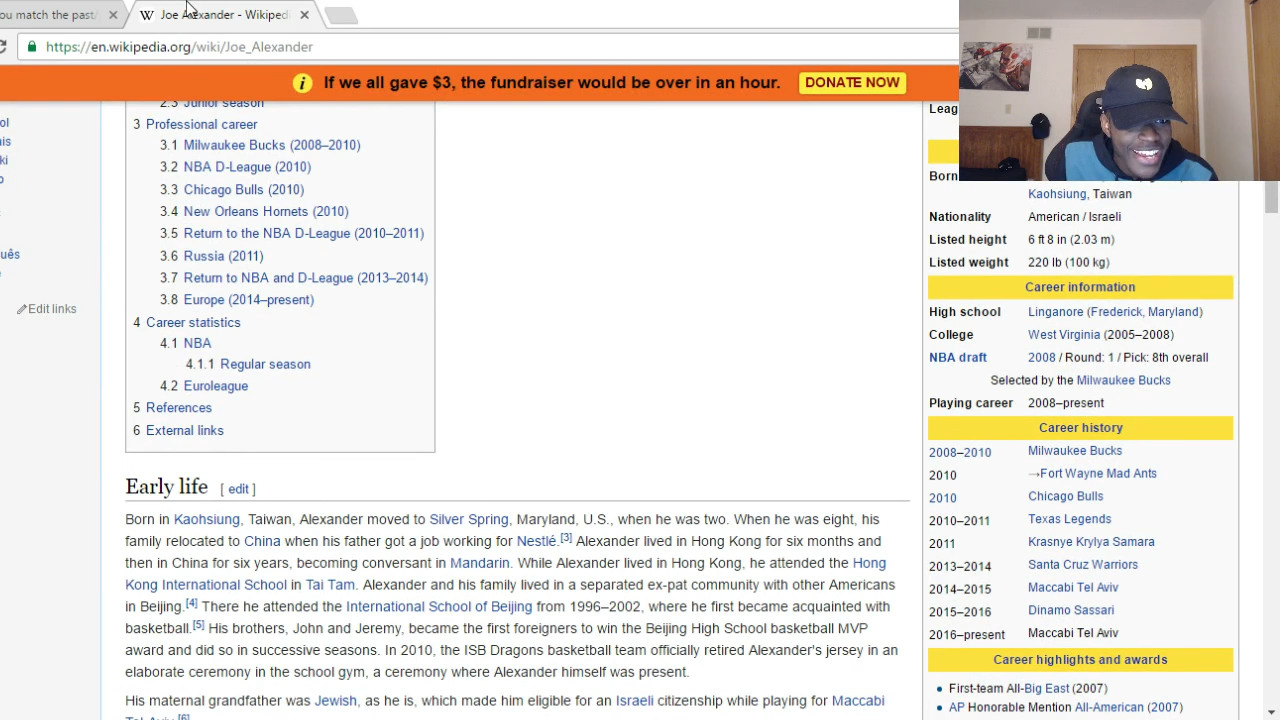 ou match the past/
Joe Alexander - Wikiped
https://en.wikipedia.org/wiki/Joe_Alexander
If we all gave $3, the fundraiser would be over in an hour.
DONATE NOW
2.3 Junior season
3 Professional career
3.1 Milwaukee Bucks (2008–2010)
3.2 NBA D-League (2010)
3.3 Chicago Bulls (2010)
3.4 New Orleans Hornets (2010)
3.5 Return to the NBA D-League (2010–2011)
3.6 Russia (2011)
3.7 Return to NBA and D-League (2013–2014)
3.8 Europe (2014–present)
4 Career statistics
4.1 NBA
4.1.1 Regular season
4.2 Euroleague
5 References
6 External links
Edit links
Early life [ edit ]
Born in Kaohsiung, Taiwan, Alexander moved to Silver Spring, Maryland, U.S., when he was two. When he was eight, his
family relocated to China when his father got a job working for Nestlé.[3] Alexander lived in Hong Kong for six months and
then in China for six years, becoming conversant in Mandarin. While Alexander lived in Hong Kong, he attended the Hong
Kong International School in Tai Tam. Alexander and his family lived in a separated ex-pat community with other Americans
in Beijing.[4] There he attended the International School of Beijing from 1996–2002, where he first became acquainted with
basketball.[5] His brothers, John and Jeremy, became the first foreigners to win the Beijing High School basketball MVP
award and did so in successive seasons. In 2010, the ISB Dragons basketball team officially retired Alexander's jersey in an
elaborate ceremony in the school gym, a ceremony where Alexander himself was present.
His maternal grandfather was Jewish, as he is, which made him eligible for an Israeli citizenship while playing for Maccabi
Tel Aviv.[6]
Leag
Born
Kaohsiung, Taiwan
Nationality American / Israeli
Listed height 6 ft 8 in (2.03 m)
Listed weight 220 lb (100 kg)
Career information
High school Linganore (Frederick, Maryland)
College West Virginia (2005–2008)
NBA draft 2008 / Round: 1 / Pick: 8th overall
Selected by the Milwaukee Bucks
Playing career 2008–present
Career history
2008–2010 Milwaukee Bucks
2010 →Fort Wayne Mad Ants
2010 Chicago Bulls
2010–2011 Texas Legends
2011 Krasnye Krylya Samara
2013–2014 Santa Cruz Warriors
2014–2015 Maccabi Tel Aviv
2015–2016 Dinamo Sassari
2016–present Maccabi Tel Aviv
Career highlights and awards
• First-team All-Big East (2007)
• AP Honorable Mention All-American (2007)